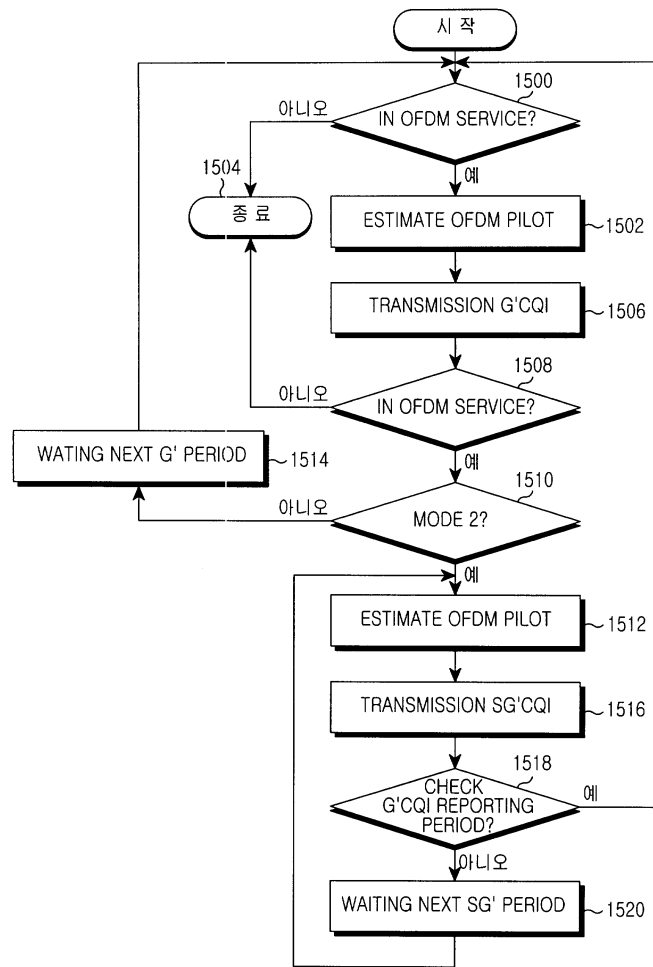 시 작
1500
IN OFDM SERVICE?
아니오
예
1504
종 료
ESTIMATE OFDM PILOT
1502
TRANSMISSION G'CQI
1506
1508
IN OFDM SERVICE?
아니오
예
WATING NEXT G' PERIOD
1514
1510
MODE 2?
아니오
예
ESTIMATE OFDM PILOT
1512
TRANSMISSION SG'CQI
1516
1518
CHECK
G'CQI REPORTING
PERIOD?
예
아니오
WAITING NEXT SG' PERIOD
1520